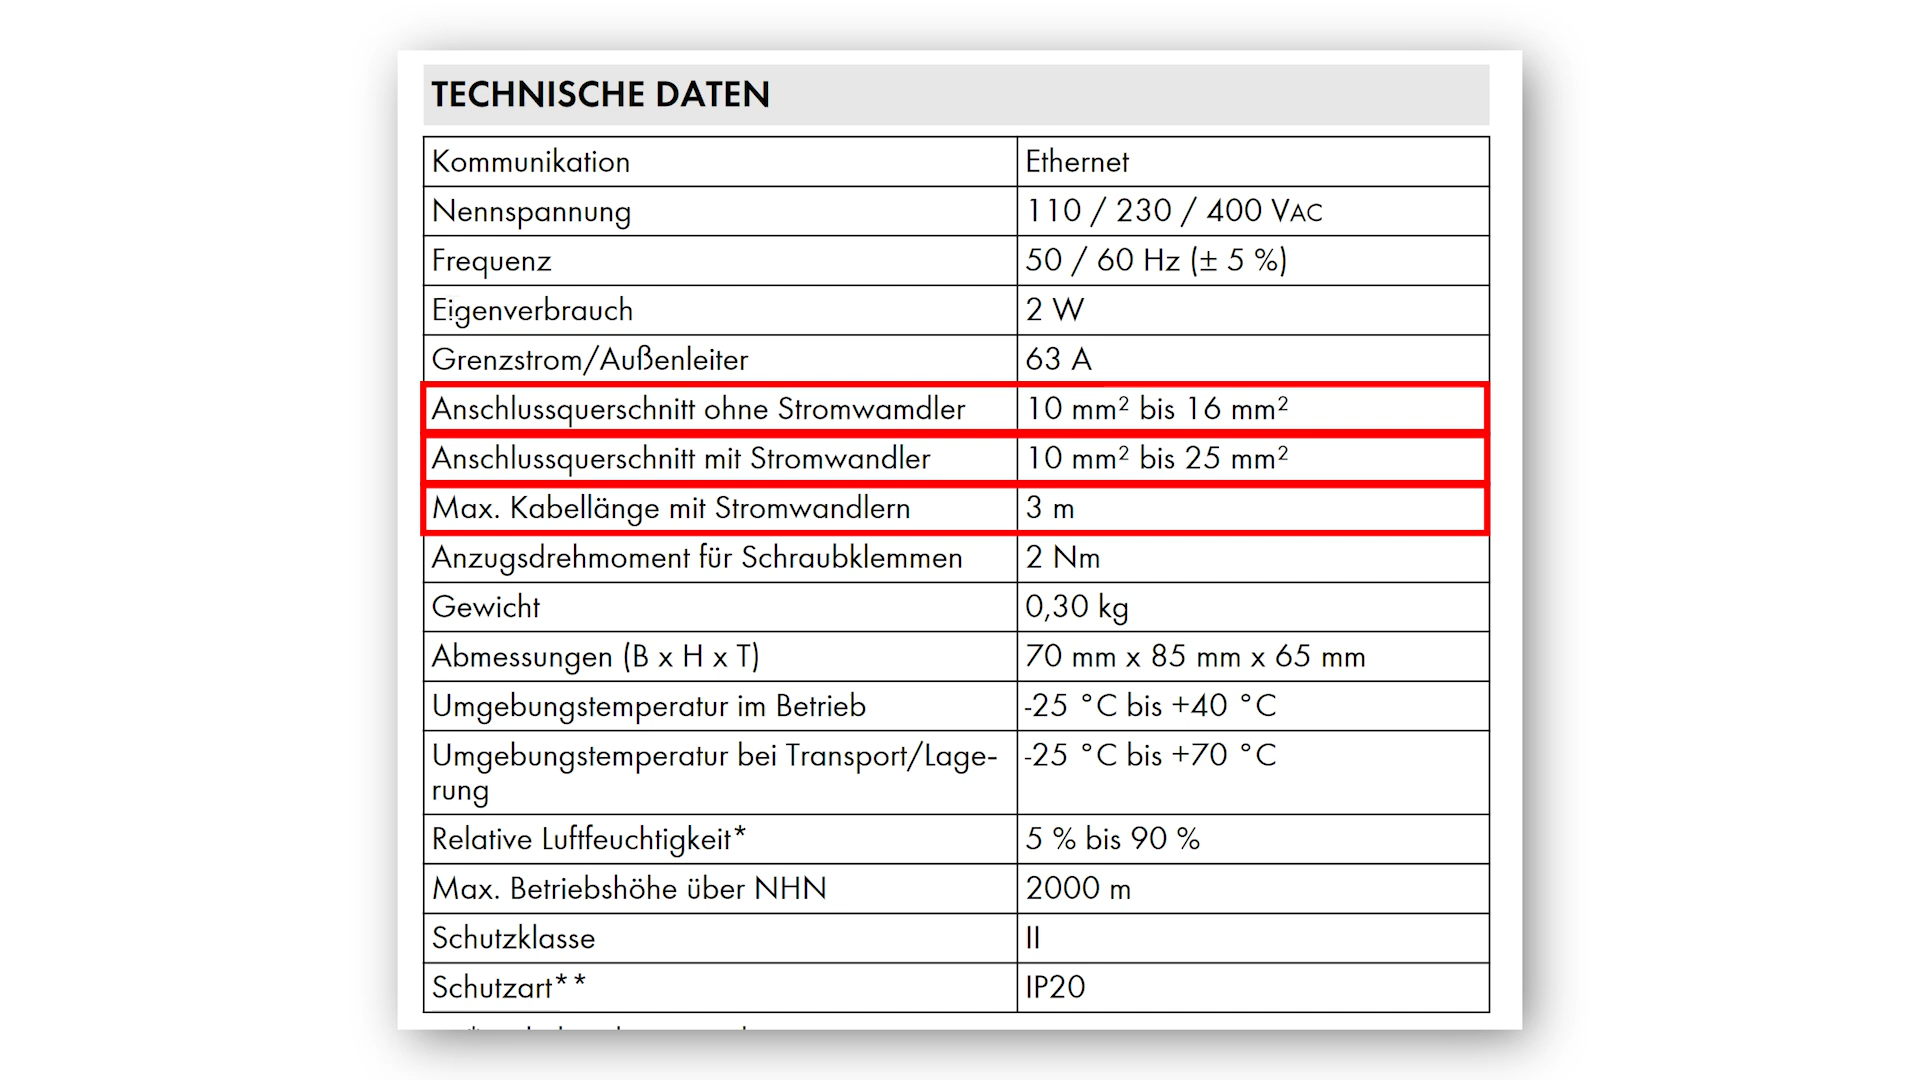 TECHNISCHE DATEN
Kommunikation Ethernet
Nennspannung 110 / 230 / 400 VAC
Frequenz 50 / 60 Hz (± 5 %)
Eigenverbrauch 2 W
Grenzstrom/Außenleiter 63 A
Anschlussquerschnitt ohne Stromwamdler 10 mm² bis 16 mm²
Anschlussquerschnitt mit Stromwandler 10 mm² bis 25 mm²
Max. Kabellänge mit Stromwandlern 3 m
Anzugsdrehmoment für Schraubklemmen 2 Nm
Gewicht 0,30 kg
Abmessungen (B x H x T) 70 mm x 85 mm x 65 mm
Umgebungstemperatur im Betrieb -25 °C bis +40 °C
Umgebungstemperatur bei Transport/Lage- -25 °C bis +70 °C
rung
Relative Luftfeuchtigkeit* 5 % bis 90 %
Max. Betriebshöhe über NHN 2000 m
Schutzklasse II
Schutzart** IP20